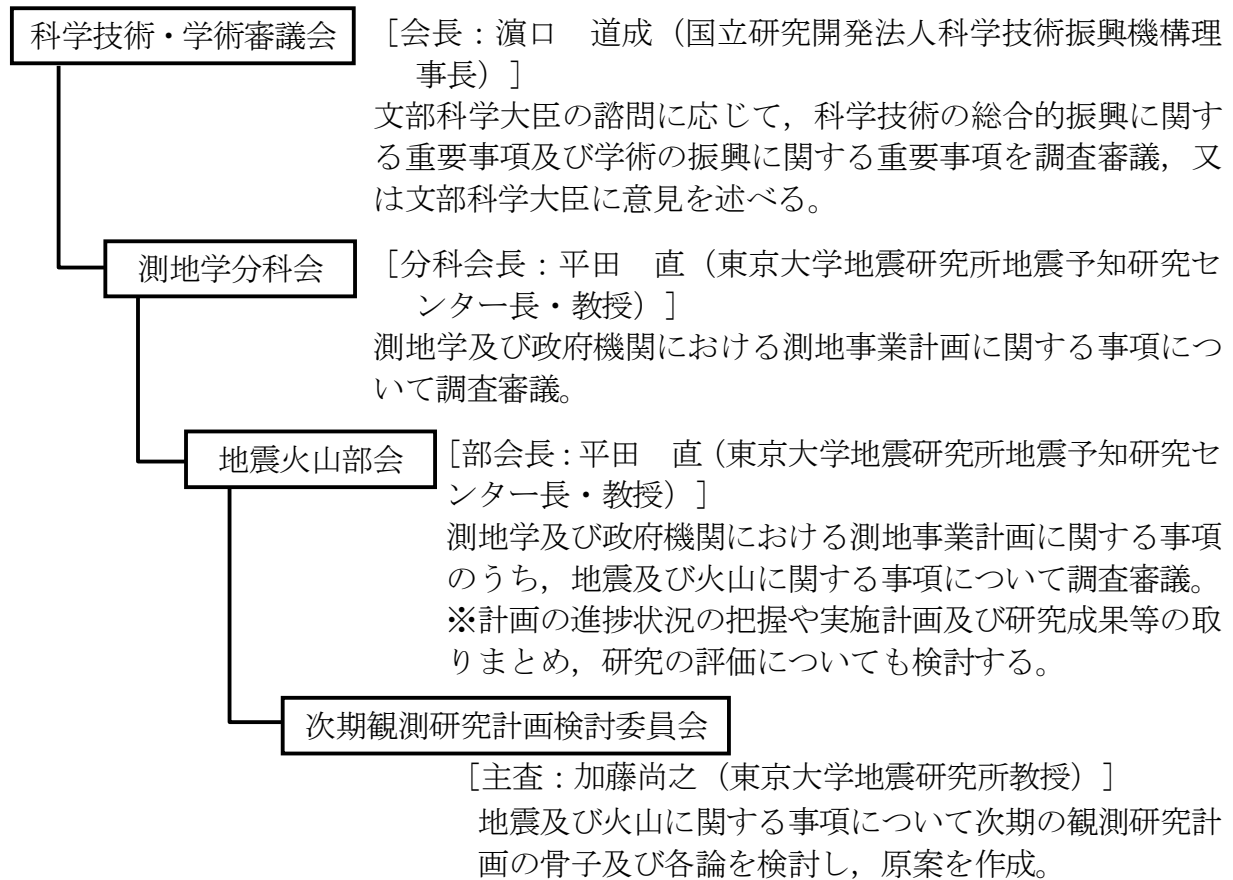 科学技術・学術審議会
[会長:濵口　道成(国立研究開発法人科学技術振興機構理
事長)]
文部科学大臣の諮問に応じて，科学技術の総合的振興に関す
る重要事項及び学術の振興に関する重要事項を調査審議，又
は文部科学大臣に意見を述べる。
測地学分科会
[分科会長:平田　直(東京大学地震研究所地震予知研究セ
ンター長・教授)]
測地学及び政府機関における測地事業計画に関する事項につ
いて調査審議。
地震火山部会
[部会長:平田　直(東京大学地震研究所地震予知研究セ
ンター長・教授)]
測地学及び政府機関における測地事業計画に関する事項
のうち，地震及び火山に関する事項について調査審議。
※計画の進捗状況の把握や実施計画及び研究成果等の取
りまとめ，研究の評価についても検討する。
次期観測研究計画検討委員会
[主査:加藤尚之(東京大学地震研究所教授)]
地震及び火山に関する事項について次期の観測研究計
画の骨子及び各論を検討し，原案を作成。